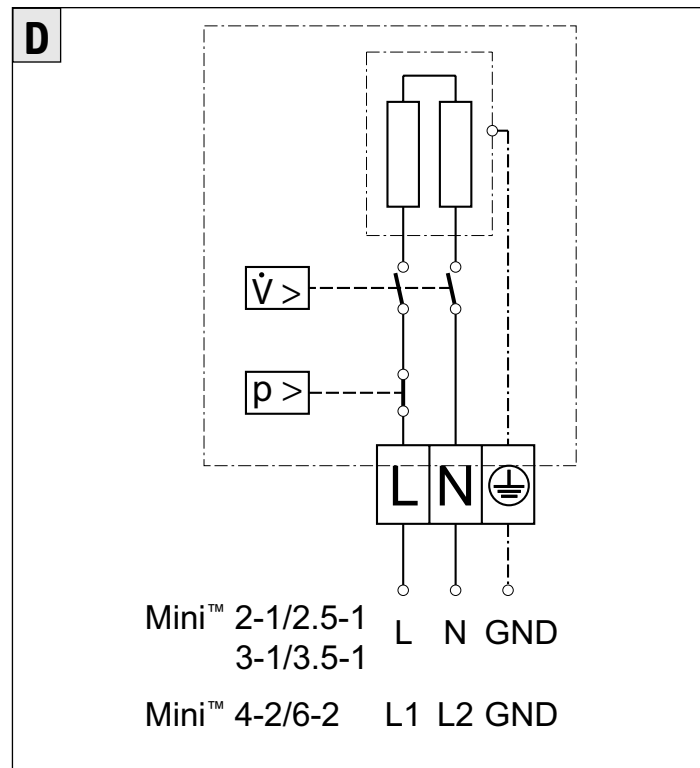 D
V̇ >
p >
L N
Mini™ 2-1/2.5-1 L N GND
3-1/3.5-1
Mini™ 4-2/6-2 L1 L2 GND